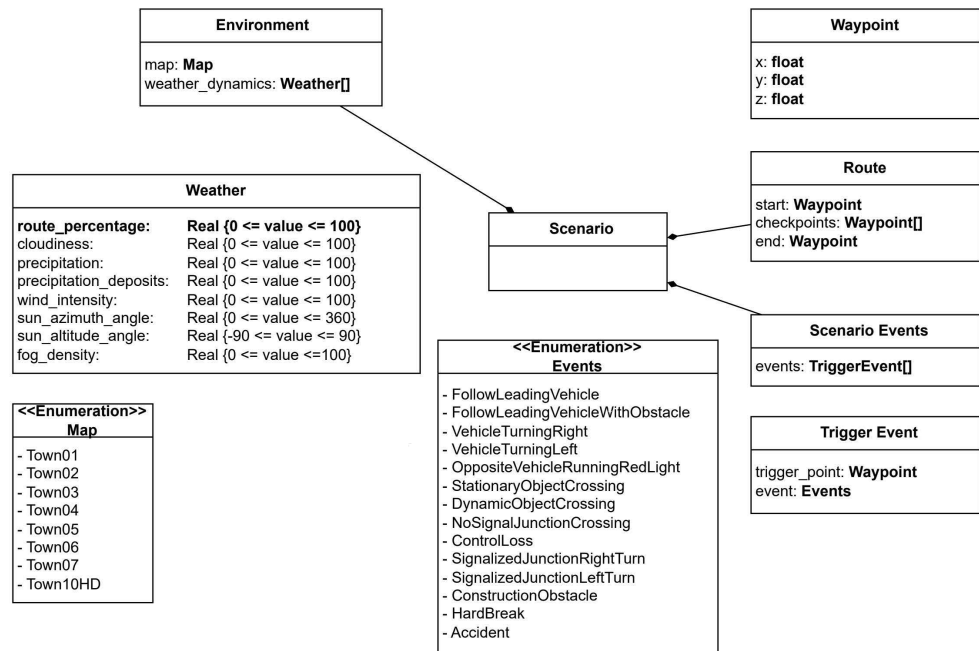 Environment
map: Map
weather_dynamics: Weather[]
Waypoint
x: float
y: float
z: float
Route
start: Waypoint
checkpoints: Waypoint[]
end: Waypoint
Weather
route_percentage: Real {0 <= value <= 100}
cloudiness: Real {0 <= value <= 100}
precipitation: Real {0 <= value <= 100}
precipitation_deposits: Real {0 <= value <= 100}
wind_intensity: Real {0 <= value <= 100}
sun_azimuth_angle: Real {0 <= value <= 360}
sun_altitude_angle: Real {-90 <= value <= 90}
fog_density: Real {0 <= value <=100}
Scenario
Scenario Events
events: TriggerEvent[]
<<Enumeration>>
Events
- FollowLeadingVehicle
- FollowLeadingVehicleWithObstacle
- VehicleTurningRight
- VehicleTurningLeft
- OppositeVehicleRunningRedLight
- StationaryObjectCrossing
- DynamicObjectCrossing
- NoSignalJunctionCrossing
- ControlLoss
- SignalizedJunctionRightTurn
- SignalizedJunctionLeftTurn
- ConstructionObstacle
- HardBreak
- Accident
<<Enumeration>>
Map
- Town01
- Town02
- Town03
- Town04
- Town05
- Town06
- Town07
- Town10HD
Trigger Event
trigger_point: Waypoint
event: Events